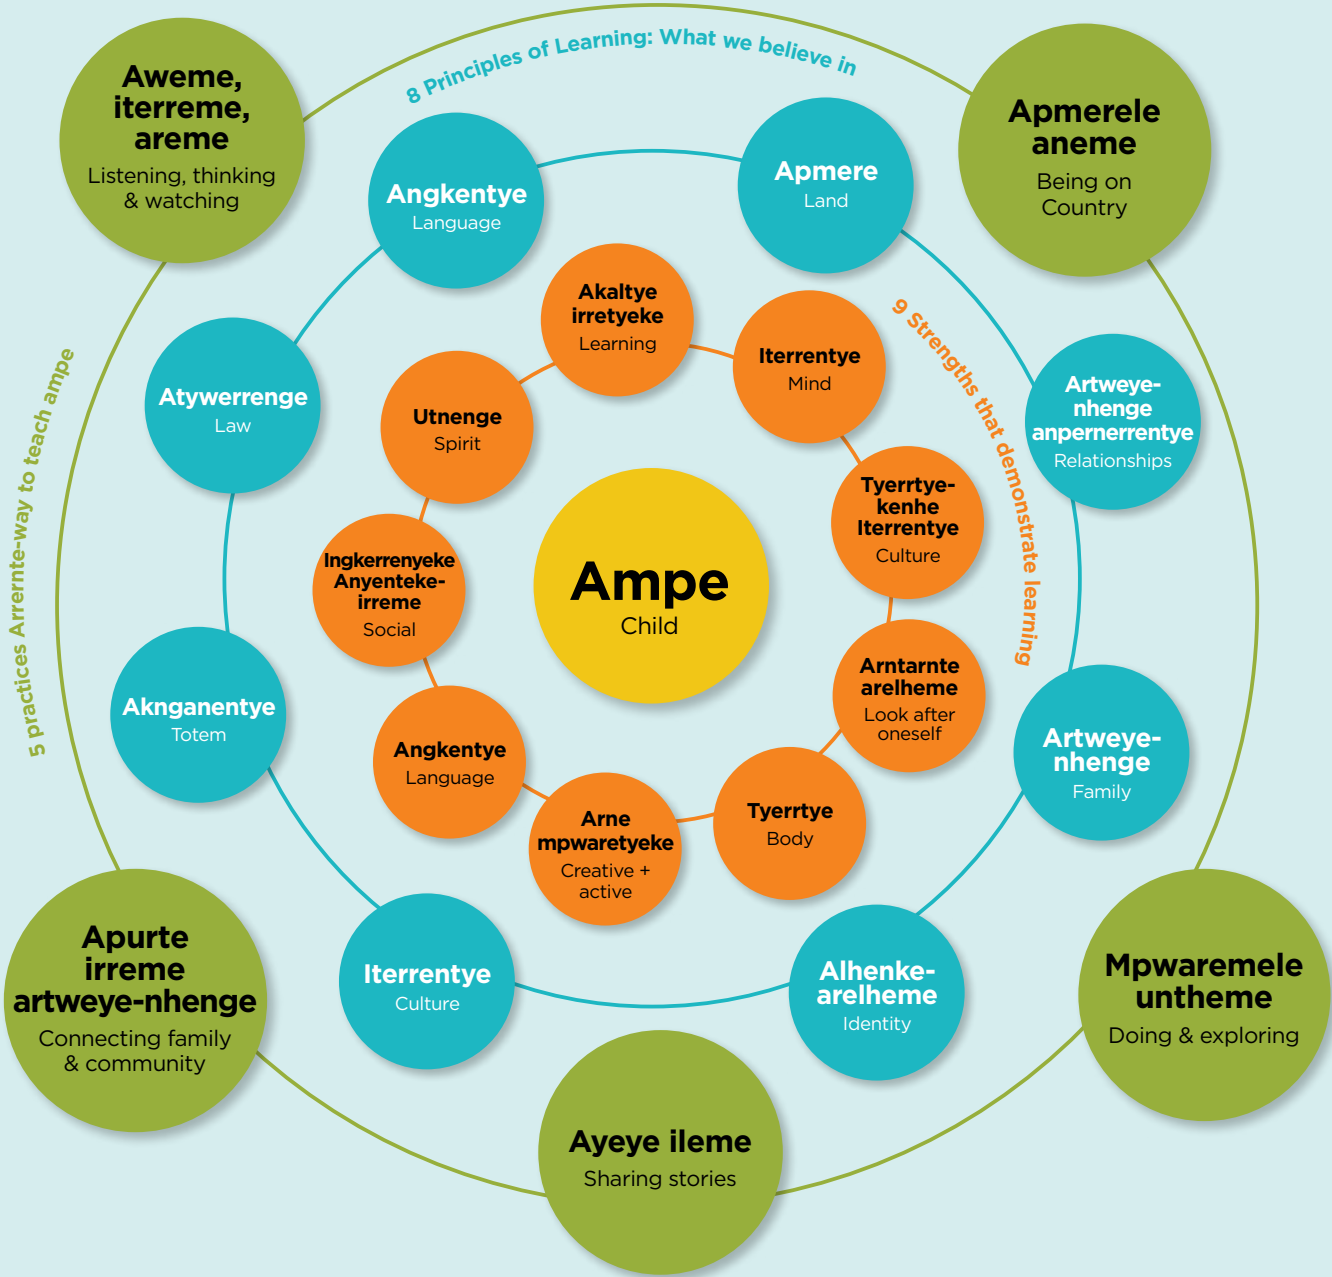 8 Principles of Learning: What we believe in
Aweme,
iterreme,
areme
Listening, thinking
& watching
Apmerele
aneme
Being on
Country
Angkentye
Language
Apmere
Land
9 Strengths that demonstrate learning
Akaltye
irretyeke
Learning
Iterrentye
Mind
5 practices Arrernte-way to teach ampe
Atywerrenge
Law
Utnenge
Spirit
Artweye-
nhenge
anpernerrentye
Relationships
Tyerrtye-
kenhe
Iterrentye
Culture
Ingkerrenyeke
Anyenteke-
irreme
Social
Ampe
Child
Arntarnte
arelheme
Look after
oneself
Aknganentye
Totem
Angkentye
Language
Artweye-
nhenge
Family
Arne
mpwaretyeke
Creative +
active
Tyerrtye
Body
Apurte
irreme
artweye-nhenge
Connecting family
& community
Iterrentye
Culture
Alhenke-
arelheme
Identity
Mpwaremele
untheme
Doing & exploring
Ayeye ileme
Sharing stories